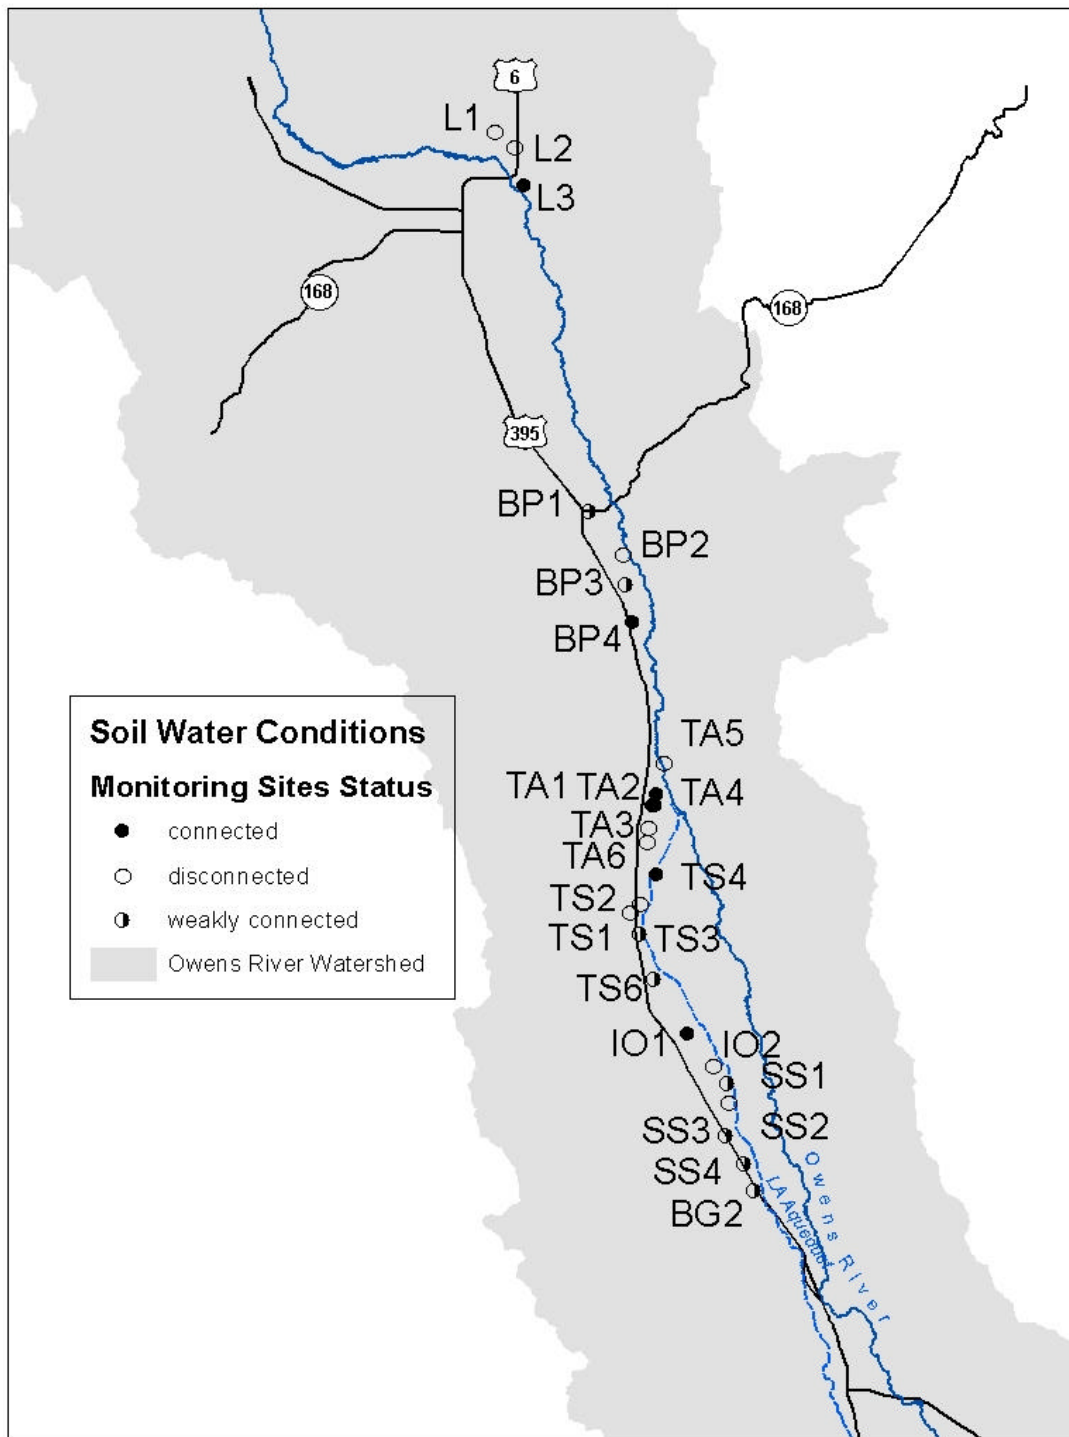 6
L1
L2
L3
168
168
395
BP1
BP2
BP3
BP4
TA5
TA1 TA2
TA4
TA3
TA6
TS4
TS2
TS1
TS3
TS6
IO1
IO2
SS1
SS2
SS3
SS4
BG2
Owens River
LA Aqueduct
Soil Water Conditions
Monitoring Sites Status
connected
disconnected
weakly connected
Owens River Watershed